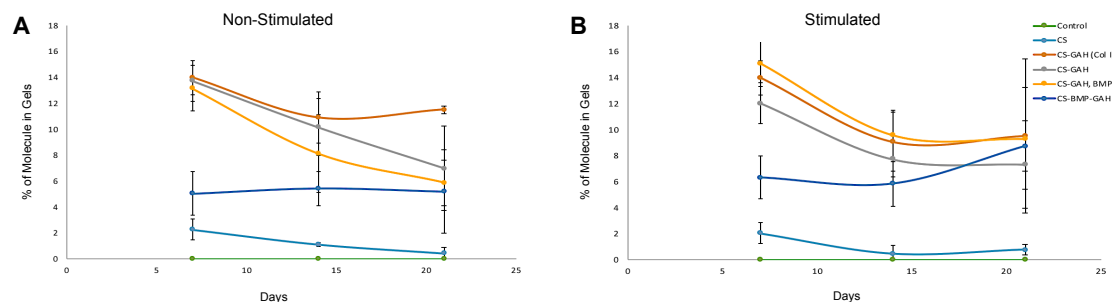 A
Non-Stimulated
% of Molecule in Gels
18
16
14
12
10
8
6
4
2
0
0 5 10 15 20 25
Days
B
Stimulated
% of Molecule in Gels
18
16
14
12
10
8
6
4
2
0
0 5 10 15 20 25
Days
Control
CS
CS-GAH (Col I
CS-GAH
CS-GAH, BMP
CS-BMP-GAH